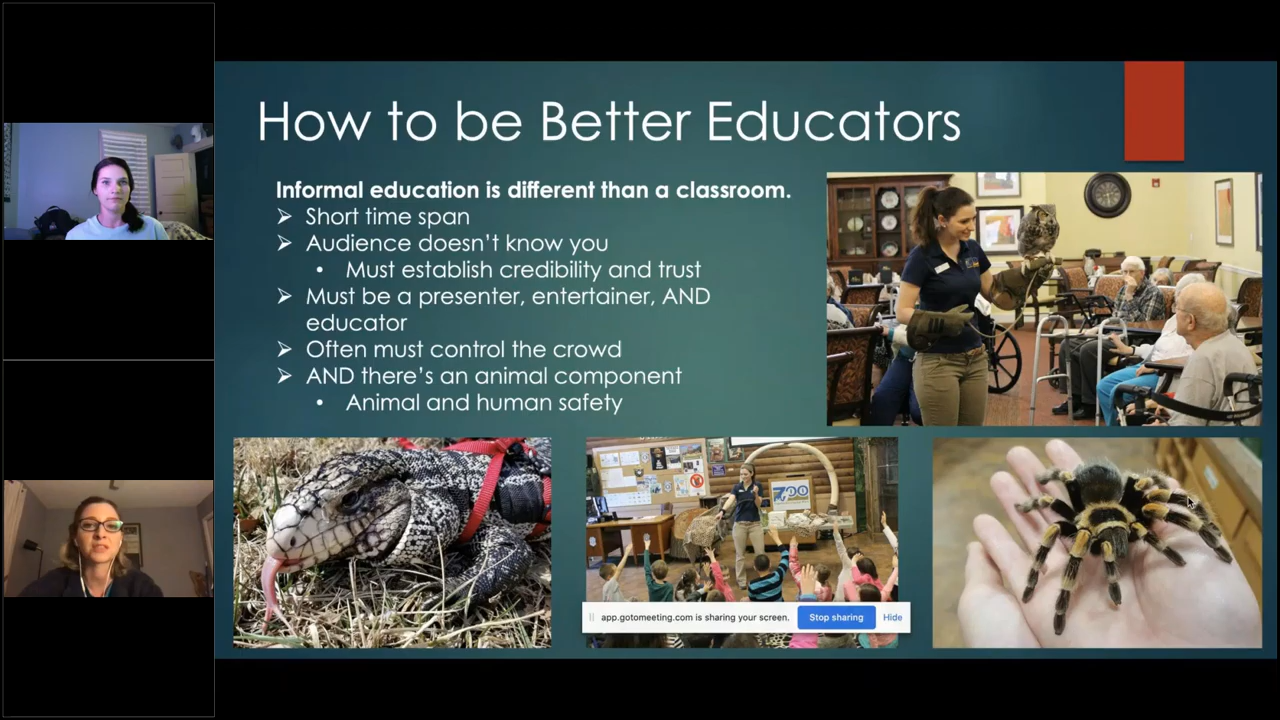 How to be Better Educators
Informal education is different than a classroom.
➢ Short time span
➢ Audience doesn't know you
• Must establish credibility and trust
➢ Must be a presenter, entertainer, AND
educator
➢ Often must control the crowd
➢ AND there's an animal component
• Animal and human safety
ZOO
app.gotomeeting.com is sharing your screen.
Stop sharing
Hide